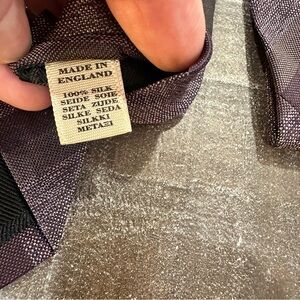 MADE IN
ENGLAND
100% SILK
SEIDE SOIE
SETA ZIJDE
SILKE SEDA
SILKKI
METAΞI